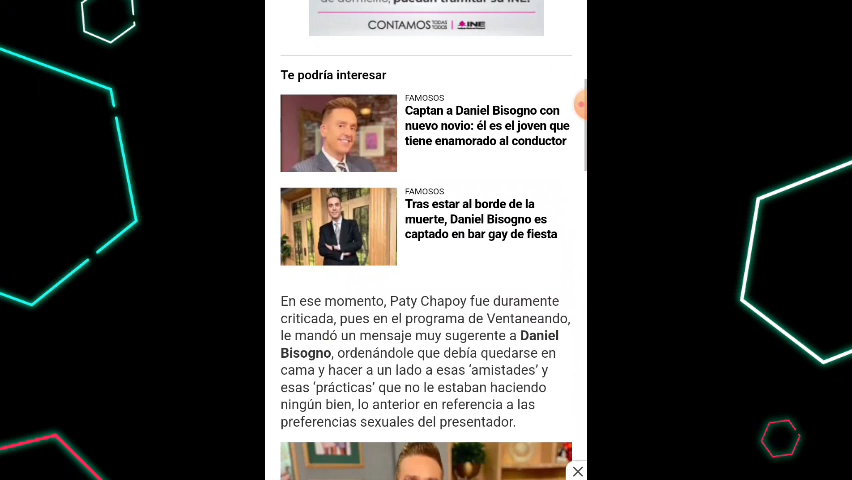 de domicilio, puedan tramitar su INE.
CONTAMOS TODAS TODOS | INE
Te podría interesar
FAMOSOS
Captan a Daniel Bisogno con
nuevo novio: él es el joven que
tiene enamorado al conductor
FAMOSOS
Tras estar al borde de la
muerte, Daniel Bisogno es
captado en bar gay de fiesta
En ese momento, Paty Chapoy fue duramente
criticada, pues en el programa de Ventaneando,
le mandó un mensaje muy sugerente a Daniel
Bisogno, ordenándole que debía quedarse en
cama y hacer a un lado a esas ‘amistades’ y
esas ‘prácticas’ que no le estaban haciendo
ningún bien, lo anterior en referencia a las
preferencias sexuales del presentador.